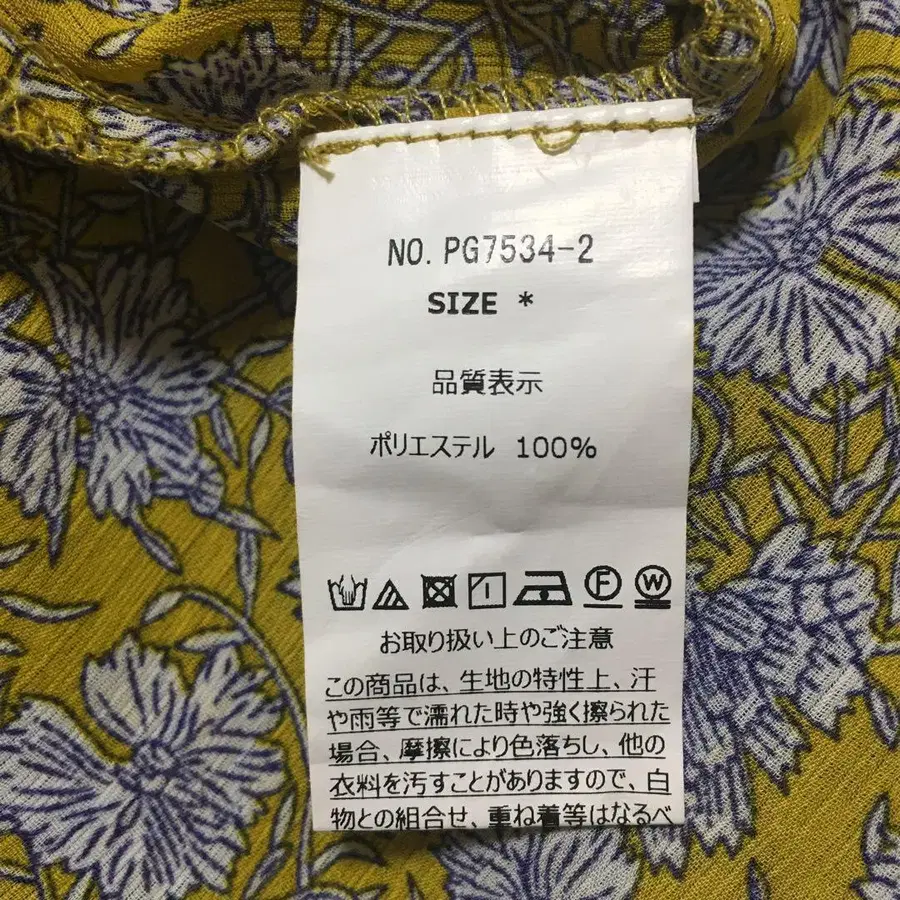 NO. PG7534-2
SIZE *
品質表示
ポリエステル 100%
F W
お取り扱い上のご注意
この商品は、生地の特性上、汗
や雨等で濡れた時や強く擦られた
場合、摩擦により色落ちし、他の
衣料を汚すことがありますので、白
物との組合せ、重ね着等はなるべ